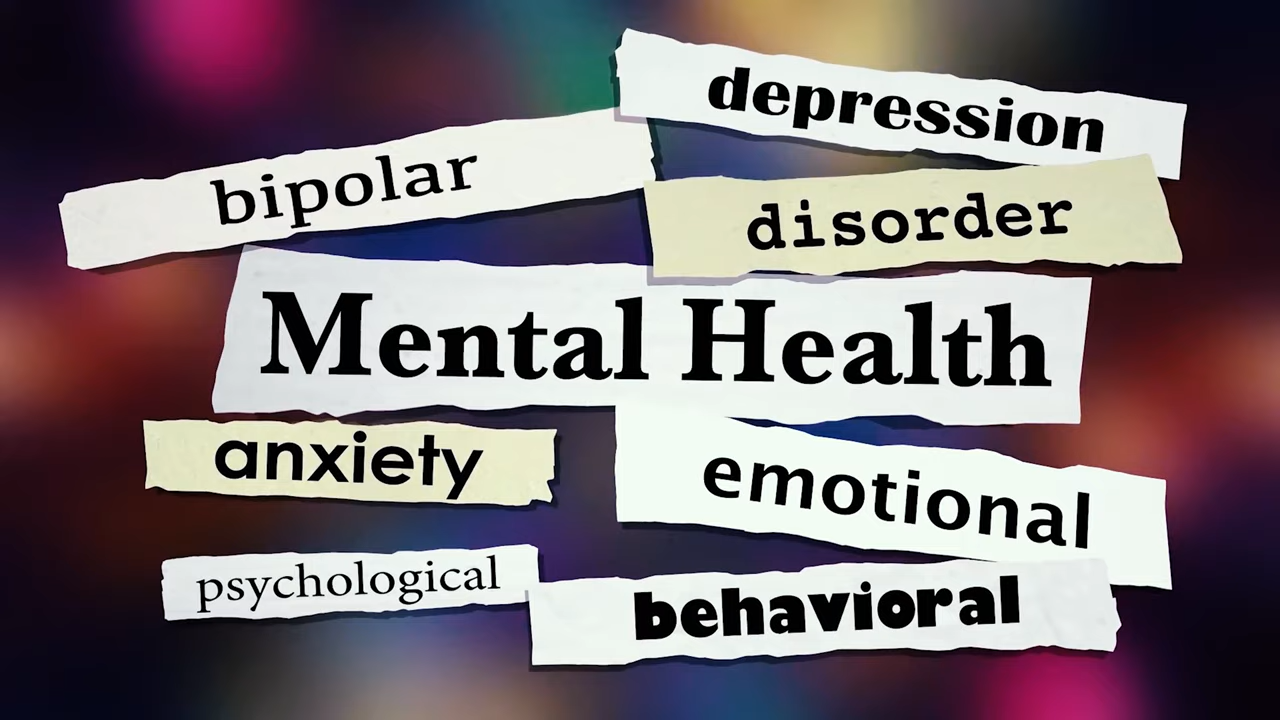 depression
bipolar
disorder
Mental Health
anxiety
emotional
psychological
behavioral